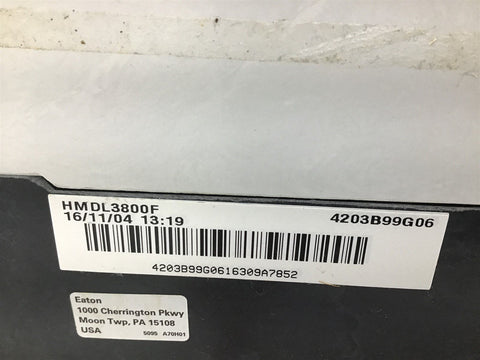 HMDL3800F
16/11/04 13:19 4203B99G06
4203B99G0616309A7852
Eaton
1000 Cherrington Pkwy
Moon Twp, PA 15108
USA 5095 A70H01